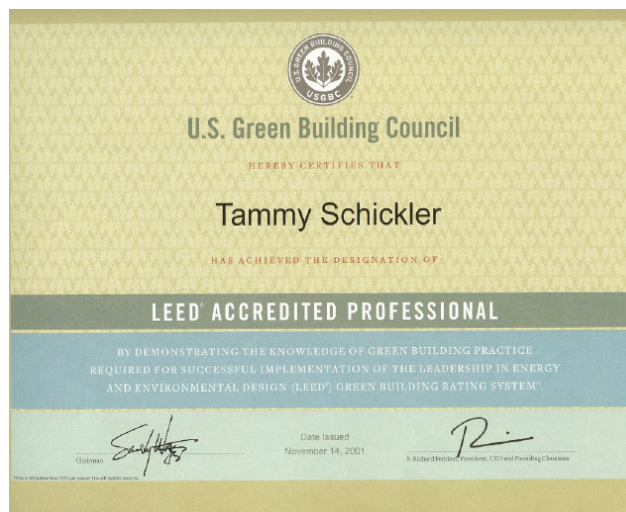 U.S. GREEN BUILDING COUNCIL
USGBC
U.S. Green Building Council
HEREBY CERTIFIES THAT
Tammy Schickler
HAS ACHIEVED THE DESIGNATION OF
LEED® ACCREDITED PROFESSIONAL
BY DEMONSTRATING THE KNOWLEDGE OF GREEN BUILDING PRACTICE
REQUIRED FOR SUCCESSFUL IMPLEMENTATION OF THE LEADERSHIP IN ENERGY
AND ENVIRONMENTAL DESIGN (LEED®) GREEN BUILDING RATING SYSTEM™.
Date Issued
November 14, 2001
Chairman
S. Richard Fedrizzi, President, CEO and Founding Chairman